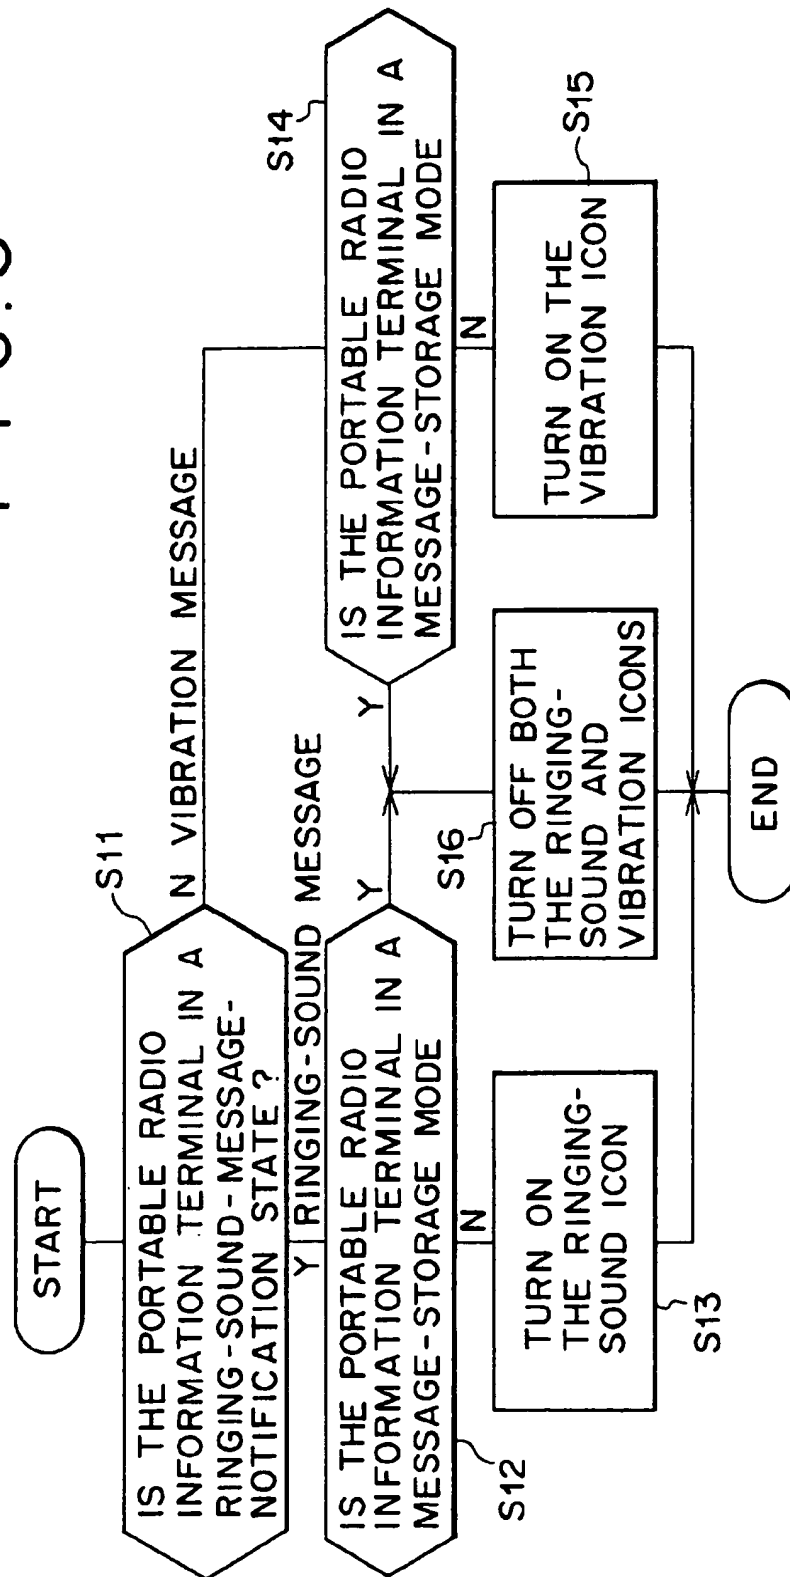 START
IS THE PORTABLE RADIO
INFORMATION TERMINAL IN A
RINGING-SOUND-MESSAGE-
NOTIFICATION STATE ?
S11
N VIBRATION MESSAGE
Y RINGING-SOUND MESSAGE
IS THE PORTABLE RADIO
INFORMATION TERMINAL IN A
MESSAGE-STORAGE MODE
S12
Y
N
IS THE PORTABLE RADIO
INFORMATION TERMINAL IN A
MESSAGE-STORAGE MODE
S14
Y
N
TURN ON
THE RINGING-
SOUND ICON
S13
S16
TURN OFF BOTH
THE RINGING-
SOUND AND
VIBRATION ICONS
TURN ON THE
VIBRATION ICON
S15
END